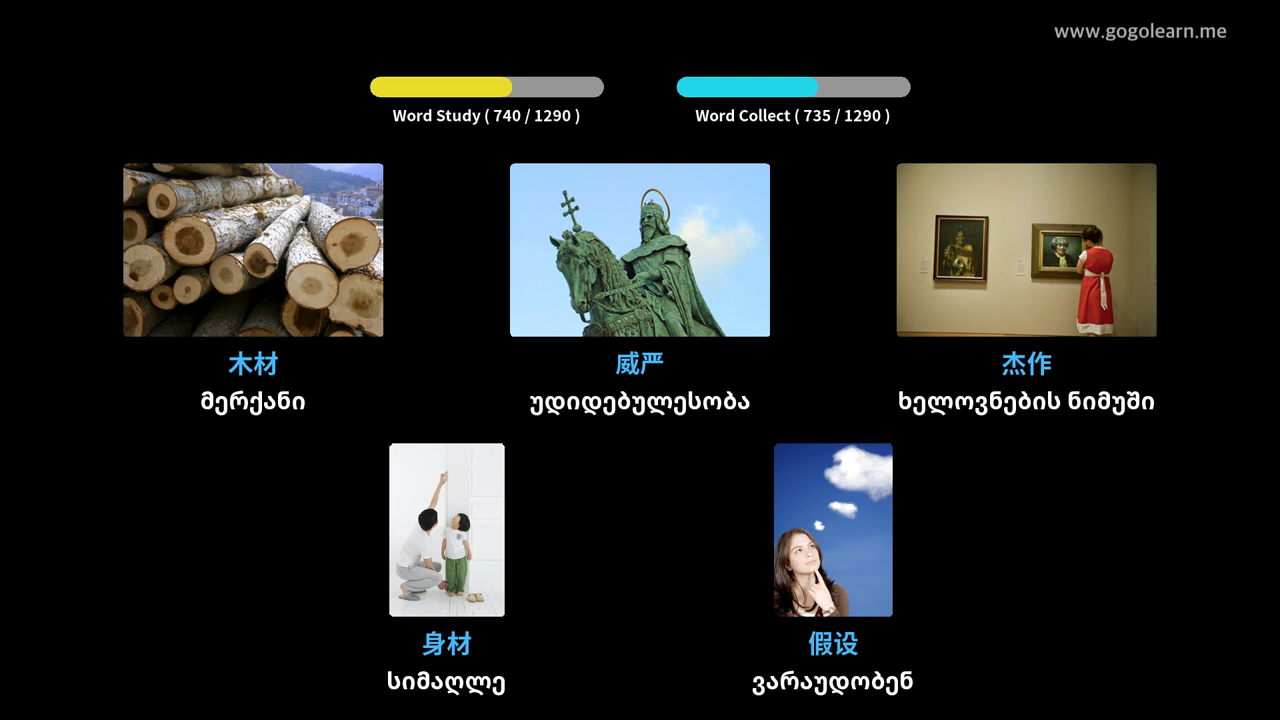 www.gogolearn.me
Word Study ( 740 / 1290 )
Word Collect ( 735 / 1290 )
木材
მერქანი
威严
უდიდებულესობა
杰作
ხელოვნების ნიმუში
身材
სიმაღლე
假设
ვარაუდობენ